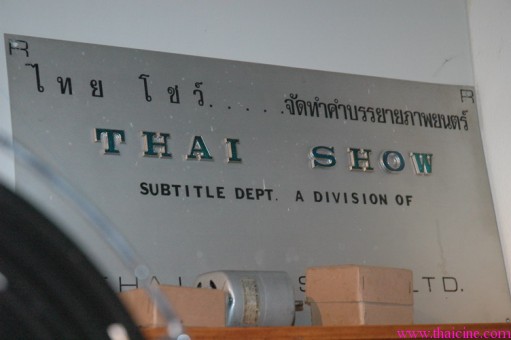 R R
ไทย โชว์.....จัดทำคำบรรยายภาพยนตร์
THAI SHOW
SUBTITLE DEPT. A DIVISION OF
LTD.
www.thaicine.com